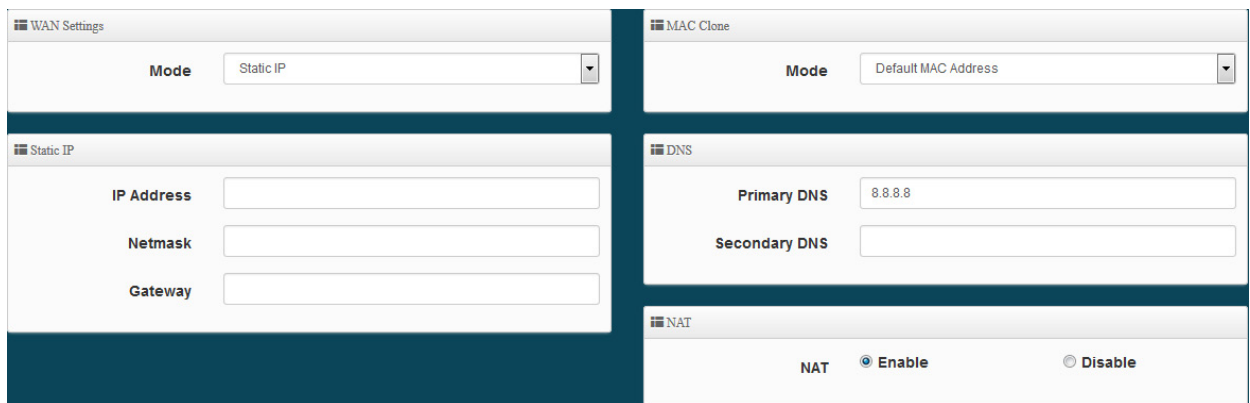 WAN Settings
Mode Static IP
Static IP
IP Address
Netmask
Gateway
MAC Clone
Mode Default MAC Address
DNS
Primary DNS 8.8.8.8
Secondary DNS
NAT
NAT Enable Disable